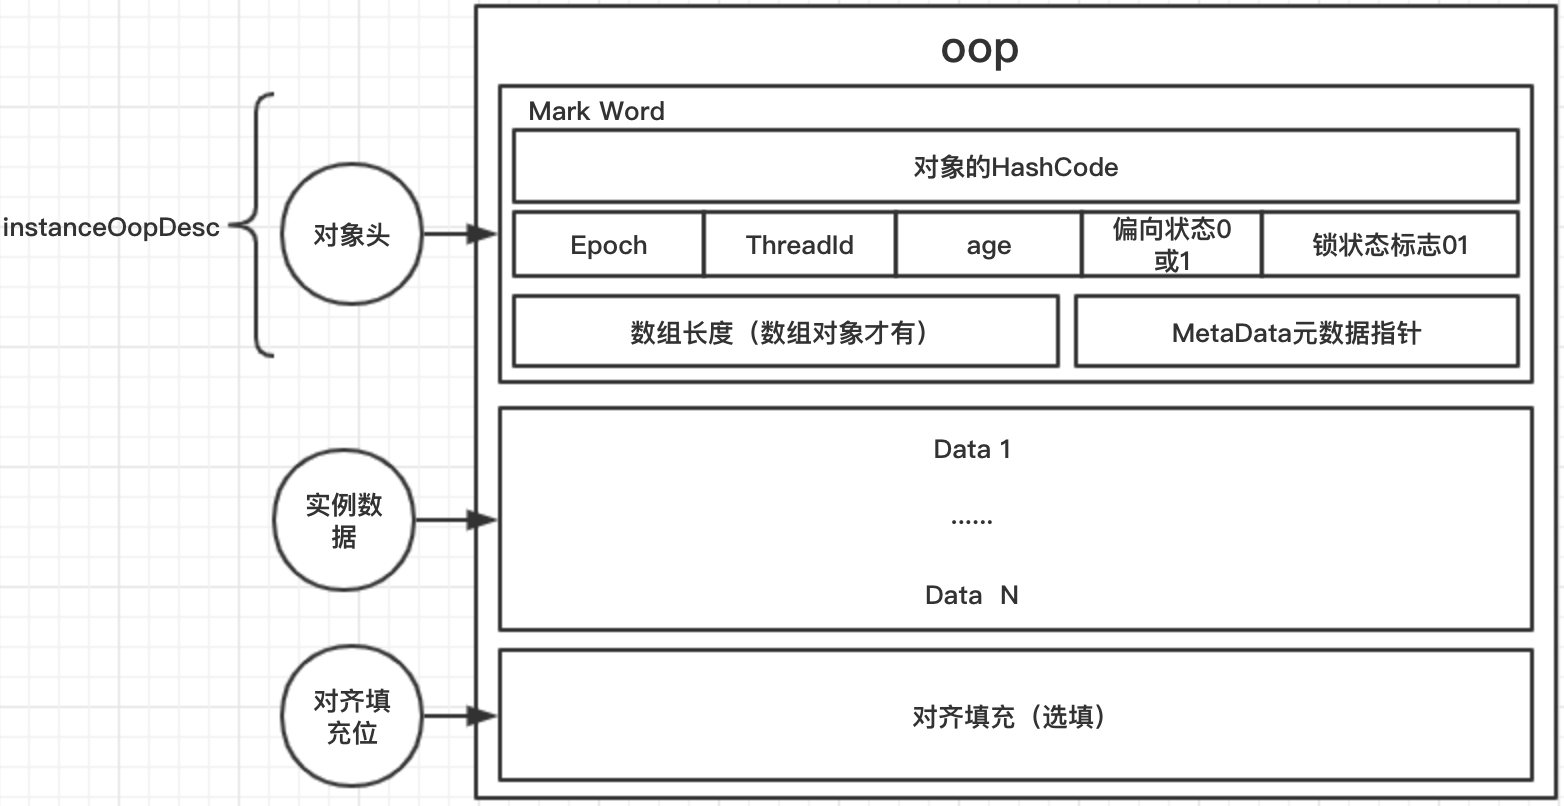 oop
Mark Word
对象的HashCode
instanceOopDesc
对象头
Epoch
ThreadId
age
偏向状态0
或1
锁状态标志01
数组长度（数组对象才有）
MetaData元数据指针
实例数
据
Data 1
......
Data N
对齐填
充位
对齐填充（选填）